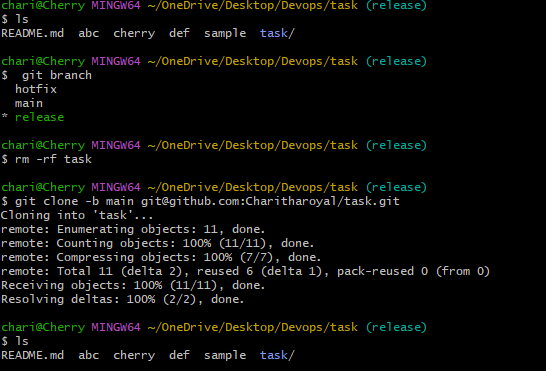 chari@Cherry MINGW64 ~/OneDrive/Desktop/Devops/task (release)
$ ls
README.md  abc  cherry  def  sample  task/
chari@Cherry MINGW64 ~/OneDrive/Desktop/Devops/task (release)
$  git branch
  hotfix
  main
* release
chari@Cherry MINGW64 ~/OneDrive/Desktop/Devops/task (release)
$ rm -rf task
chari@Cherry MINGW64 ~/OneDrive/Desktop/Devops/task (release)
$ git clone -b main git@github.com:Charitharoyal/task.git
Cloning into 'task'...
remote: Enumerating objects: 11, done.
remote: Counting objects: 100% (11/11), done.
remote: Compressing objects: 100% (7/7), done.
remote: Total 11 (delta 2), reused 6 (delta 1), pack-reused 0 (from 0)
Receiving objects: 100% (11/11), done.
Resolving deltas: 100% (2/2), done.
chari@Cherry MINGW64 ~/OneDrive/Desktop/Devops/task (release)
$ ls
README.md  abc  cherry  def  sample  task/